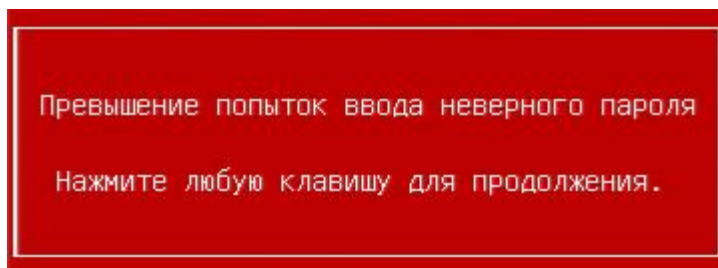 Превышение попыток ввода неверного пароля
Нажмите любую клавишу для продолжения.